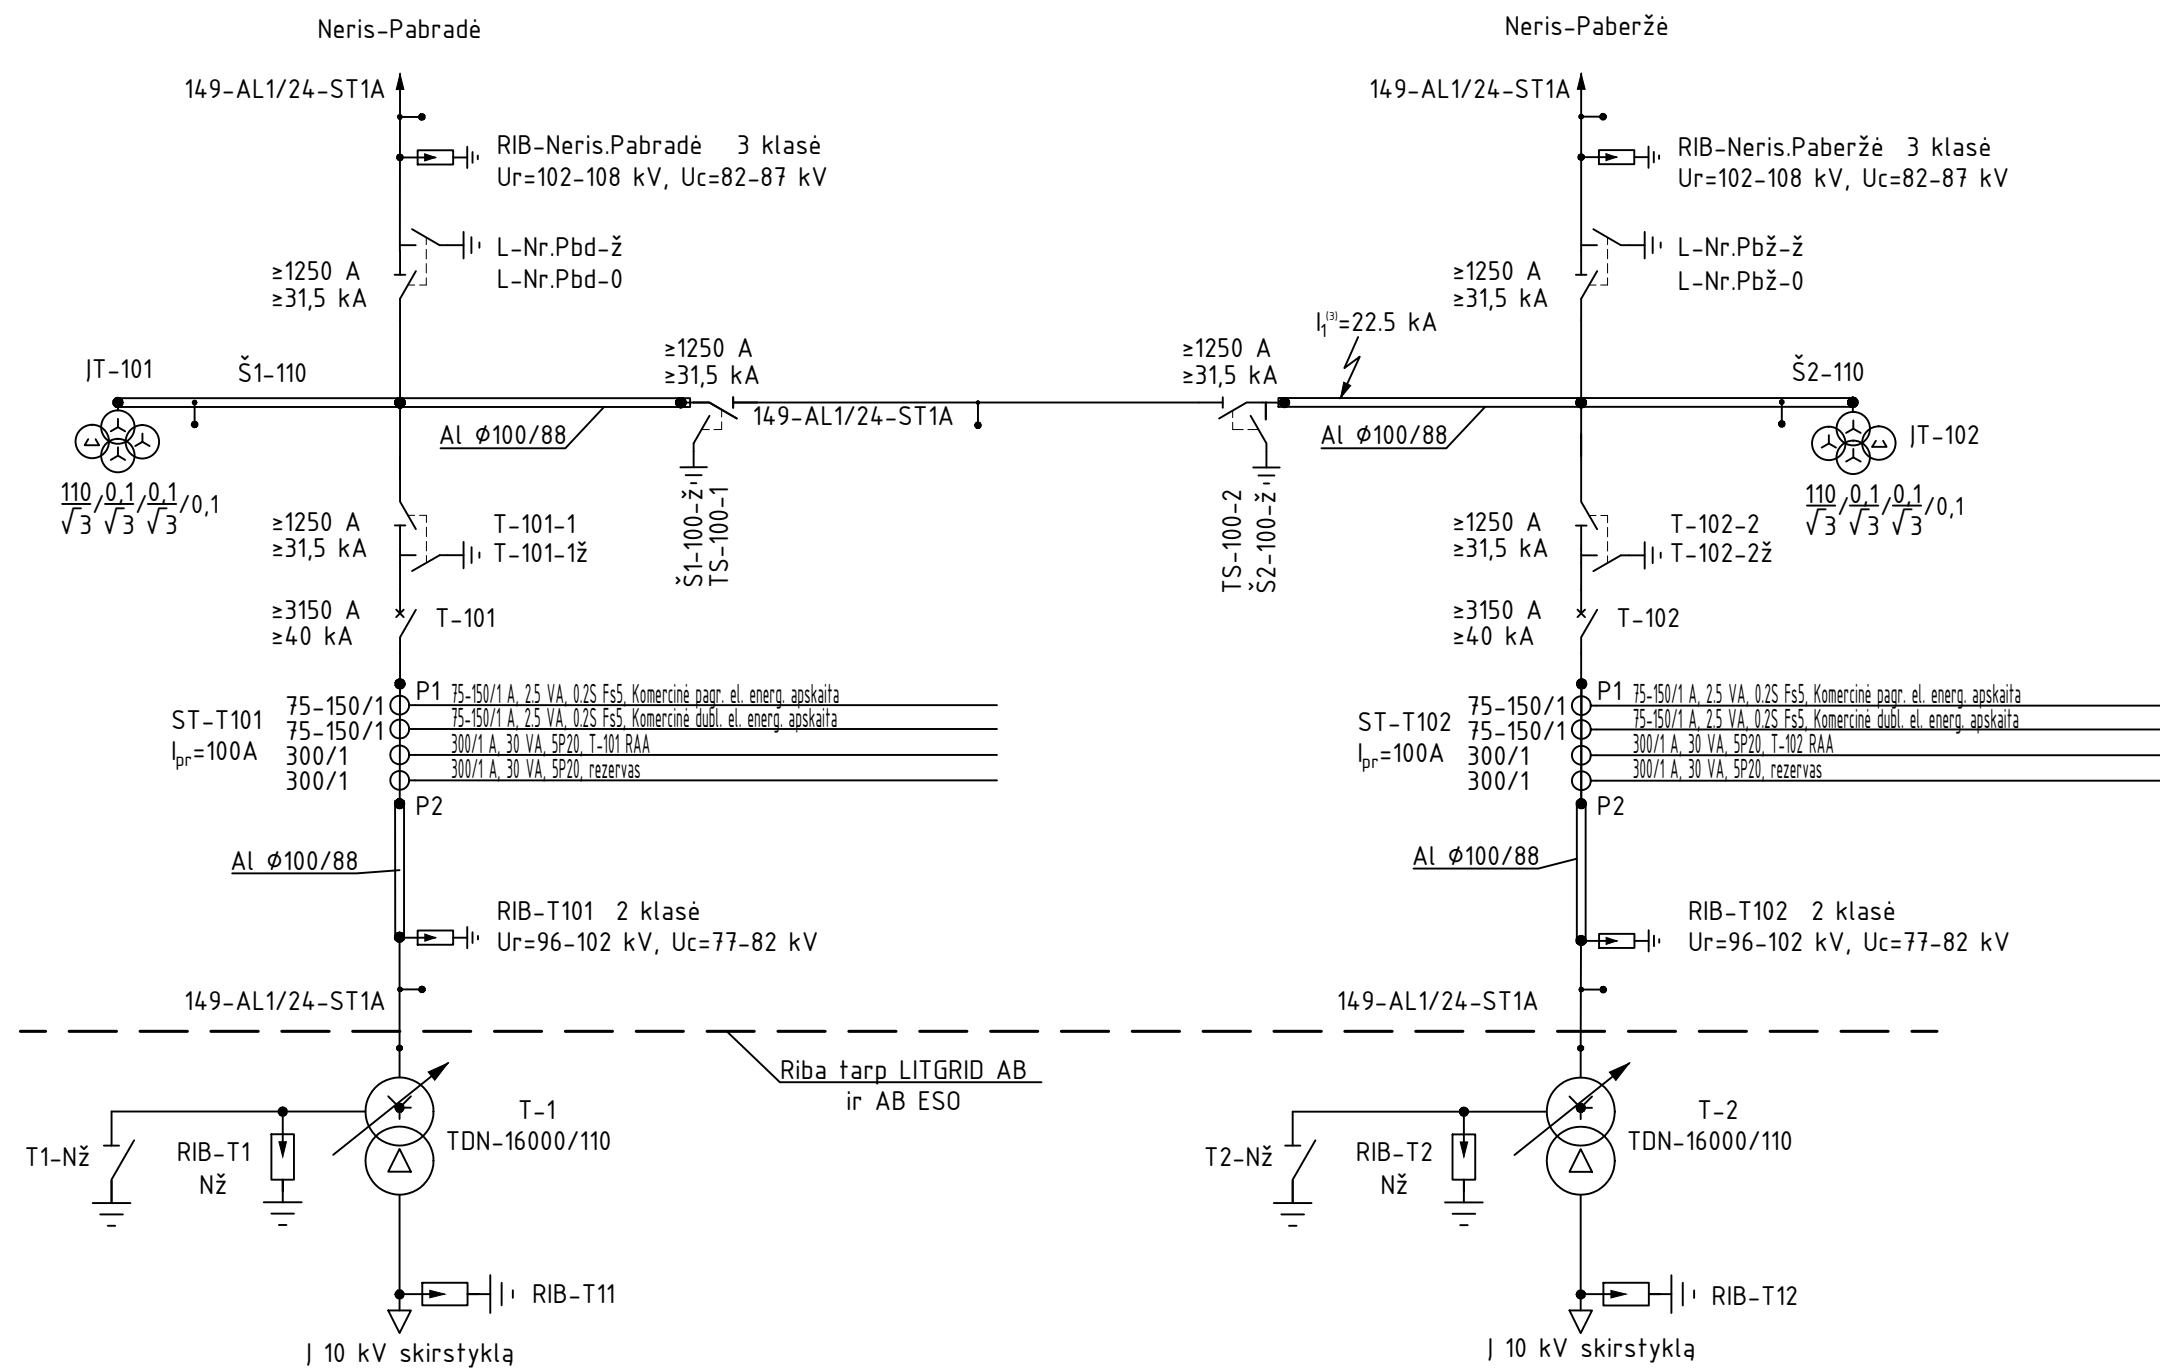 Neris-Pabradė
149-AL1/24-ST1A
RIB-Neris.Pabradė 3 klasė
Ur=102-108 kV, Uc=82-87 kV
L-Nr.Pbd-ž
L-Nr.Pbd-0
≥1250 A
≥31,5 kA
JT-101
Š1-110
110/√3/0,1/√3/0,1/√3/0,1
Al Ø100/88
≥1250 A
≥31,5 kA
149-AL1/24-ST1A
Š1-100-ž
TS-100-1
≥1250 A
≥31,5 kA
T-101-1
T-101-1ž
≥3150 A
≥40 kA
T-101
P1
ST-T101
Ipr=100A
75-150/1
75-150/1
300/1
300/1
75-150/1 A, 2.5 VA, 0.2S Fs5, Komercinė pagr. el. energ. apskaita
75-150/1 A, 2.5 VA, 0.2S Fs5, Komercinė dubl. el. energ. apskaita
300/1 A, 30 VA, 5P20, T-101 RAA
300/1 A, 30 VA, 5P20, rezervas
P2
Al Ø100/88
RIB-T101 2 klasė
Ur=96-102 kV, Uc=77-82 kV
149-AL1/24-ST1A
Riba tarp LITGRID AB
ir AB ESO
T-1
TDN-16000/110
T1-Nž
RIB-T1
Nž
RIB-T11
Į 10 kV skirstyklą
Neris-Paberžė
149-AL1/24-ST1A
RIB-Neris.Paberžė 3 klasė
Ur=102-108 kV, Uc=82-87 kV
L-Nr.Pbž-ž
L-Nr.Pbž-0
≥1250 A
≥31,5 kA
I₁⁽³⁾=22.5 kA
≥1250 A
≥31,5 kA
TS-100-2
Š2-100-ž
Al Ø100/88
Š2-110
JT-102
110/√3/0,1/√3/0,1/√3/0,1
≥1250 A
≥31,5 kA
T-102-2
T-102-2ž
≥3150 A
≥40 kA
T-102
P1
ST-T102
Ipr=100A
75-150/1
75-150/1
300/1
300/1
75-150/1 A, 2.5 VA, 0.2S Fs5, Komercinė pagr. el. energ. apskaita
75-150/1 A, 2.5 VA, 0.2S Fs5, Komercinė dubl. el. energ. apskaita
300/1 A, 30 VA, 5P20, T-102 RAA
300/1 A, 30 VA, 5P20, rezervas
P2
Al Ø100/88
RIB-T102 2 klasė
Ur=96-102 kV, Uc=77-82 kV
149-AL1/24-ST1A
T-2
TDN-16000/110
T2-Nž
RIB-T2
Nž
RIB-T12
Į 10 kV skirstyklą